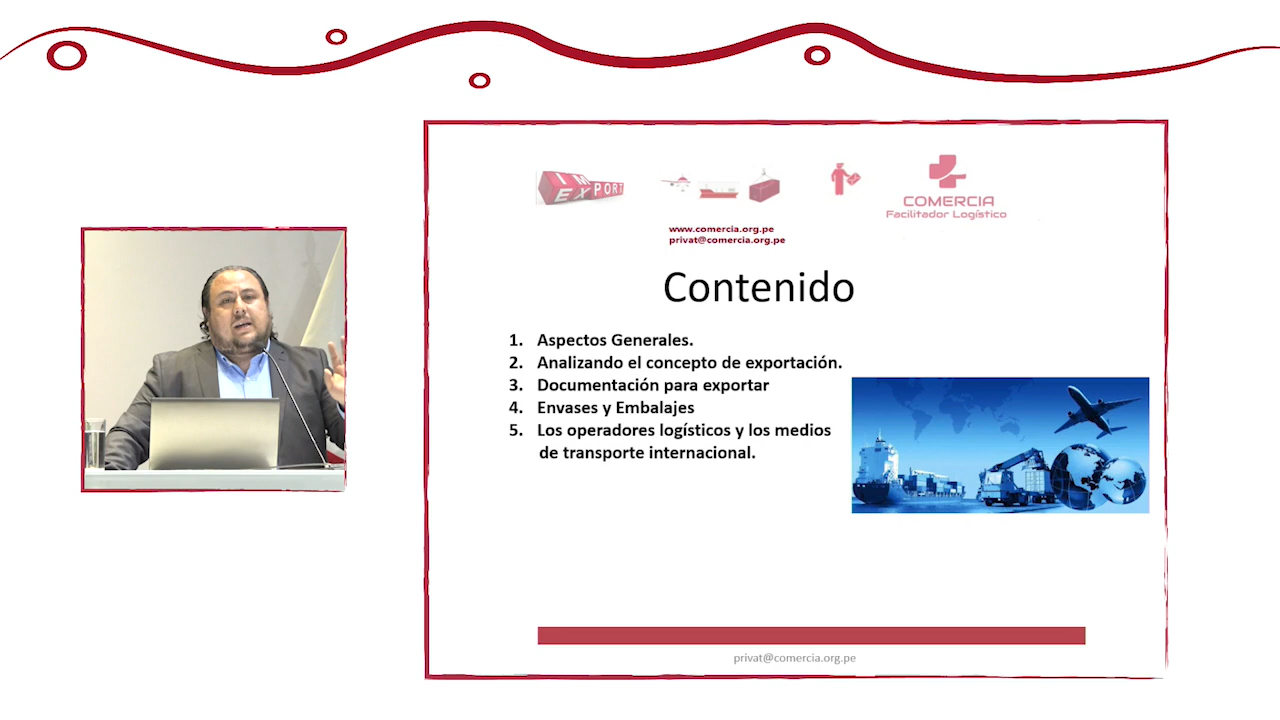 IM
EXPORT
COMERCIA
Facilitador Logístico
www.comercia.org.pe
privat@comercia.org.pe
Contenido
1. Aspectos Generales.
2. Analizando el concepto de exportación.
3. Documentación para exportar
4. Envases y Embalajes
5. Los operadores logísticos y los medios
de transporte internacional.
privat@comercia.org.pe